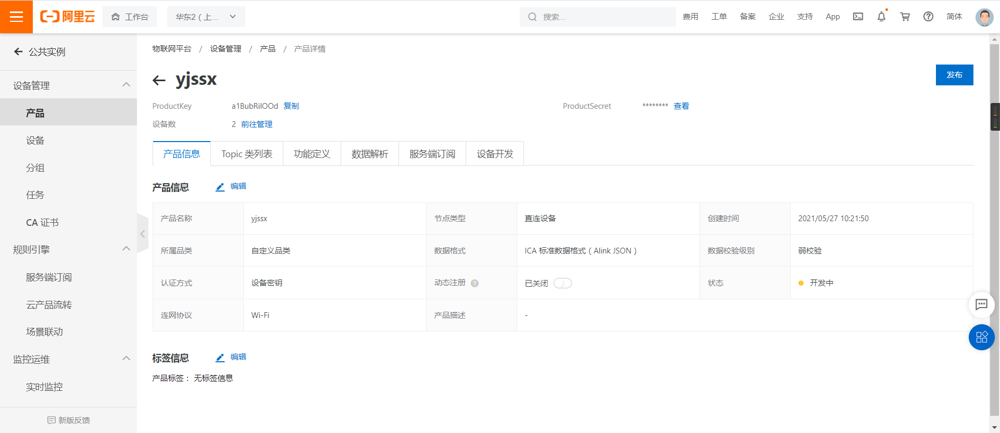 阿里云 工作台 华东2 ( 上... 搜索... 费用 工单 备案 企业 支持 App 简体
公共实例
设备管理
产品
设备
分组
任务
CA 证书
规则引擎
服务端订阅
云产品流转
场景联动
监控运维
实时监控
新版反馈
物联网平台 / 设备管理 / 产品 / 产品详情
yjssx
发布
ProductKey a1BubRilOOd 复制 ProductSecret ******** 查看
设备数 2 前往管理
产品信息 Topic 类列表 功能定义 数据解析 服务端订阅 设备开发
产品信息 编辑
产品名称 yjssx 节点类型 直连设备 创建时间 2021/05/27 10:21:50
所属品类 自定义品类 数据格式 ICA 标准数据格式 ( Alink JSON ) 数据校验级别 弱校验
认证方式 设备密钥 动态注册 已关闭 状态 开发中
连网协议 Wi-Fi 产品描述 -
标签信息 编辑
产品标签： 无标签信息